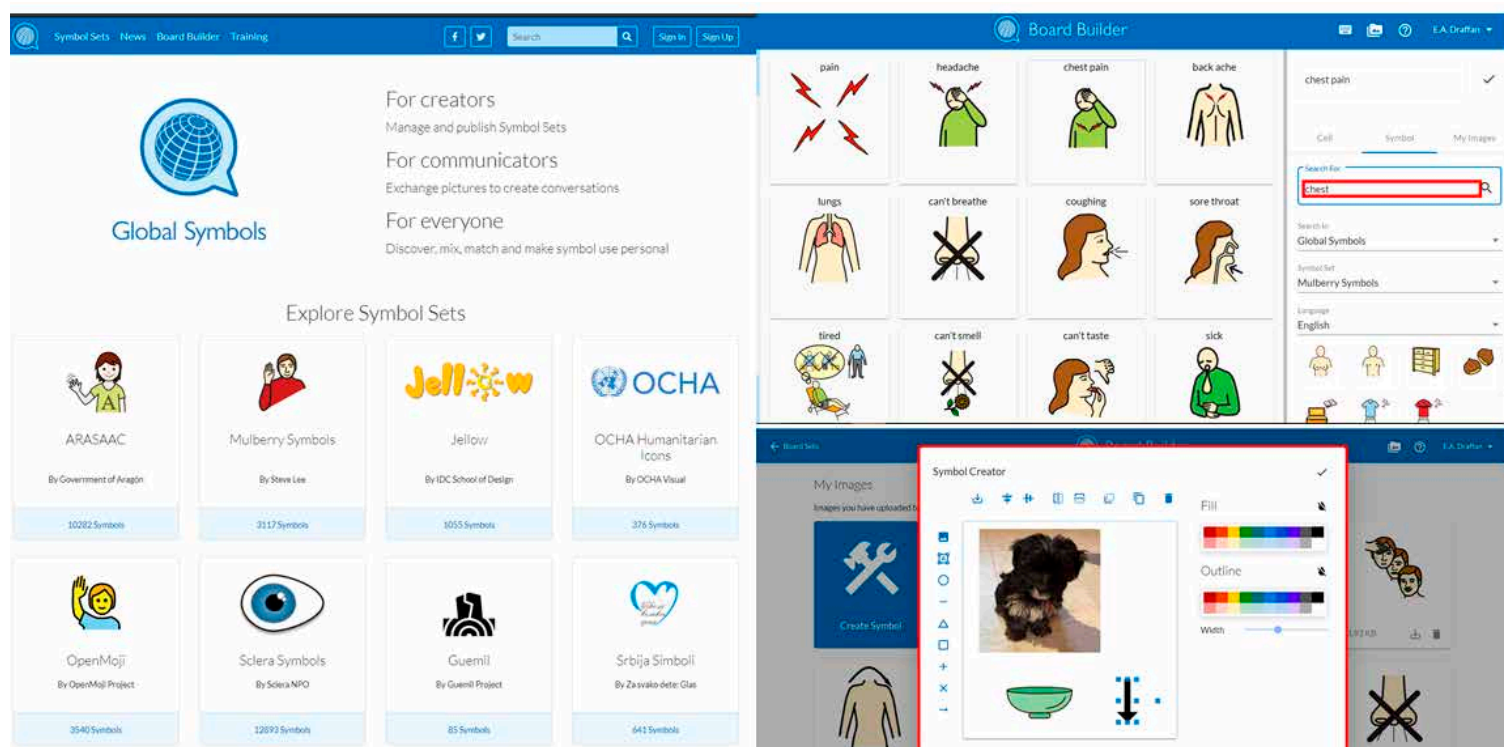 Symbol Sets News Board Builder Training
Search
Sign In Sign Up
Global Symbols
For creators
Manage and publish Symbol Sets
For communicators
Exchange pictures to create conversations
For everyone
Discover, mix, match and make symbol use personal
Explore Symbol Sets
A
Jellow
OCHA
ARASAAC
Mulberry Symbols
Jellow
OCHA Humanitarian
Icons
By Government of Aragón
By Steve Lee
By IDC School of Design
By OCHA Visual
10282 Symbols
3117 Symbols
1055 Symbols
376 Symbols
OpenMoji
Sclera Symbols
Guemil
Srbija Simboli
By OpenMoji Project
By Sclera NPO
By Guemil Project
By Za svako dete: Glas
3540 Symbols
12893 Symbols
85 Symbols
641 Symbols
Board Builder
E.A. Draffan
pain
headache
chest pain
back ache
lungs
can't breathe
coughing
sore throat
tired
can't smell
can't taste
sick
chest pain
Cell
Symbol
My Images
Search For
chest
Search In
Global Symbols
Symbol Set
Mulberry Symbols
Language
English
Board Sets
Board Builder
E.A. Draffan
My Images
Images you have uploaded
Create Symbol
Symbol Creator
Fill
Outline
Width